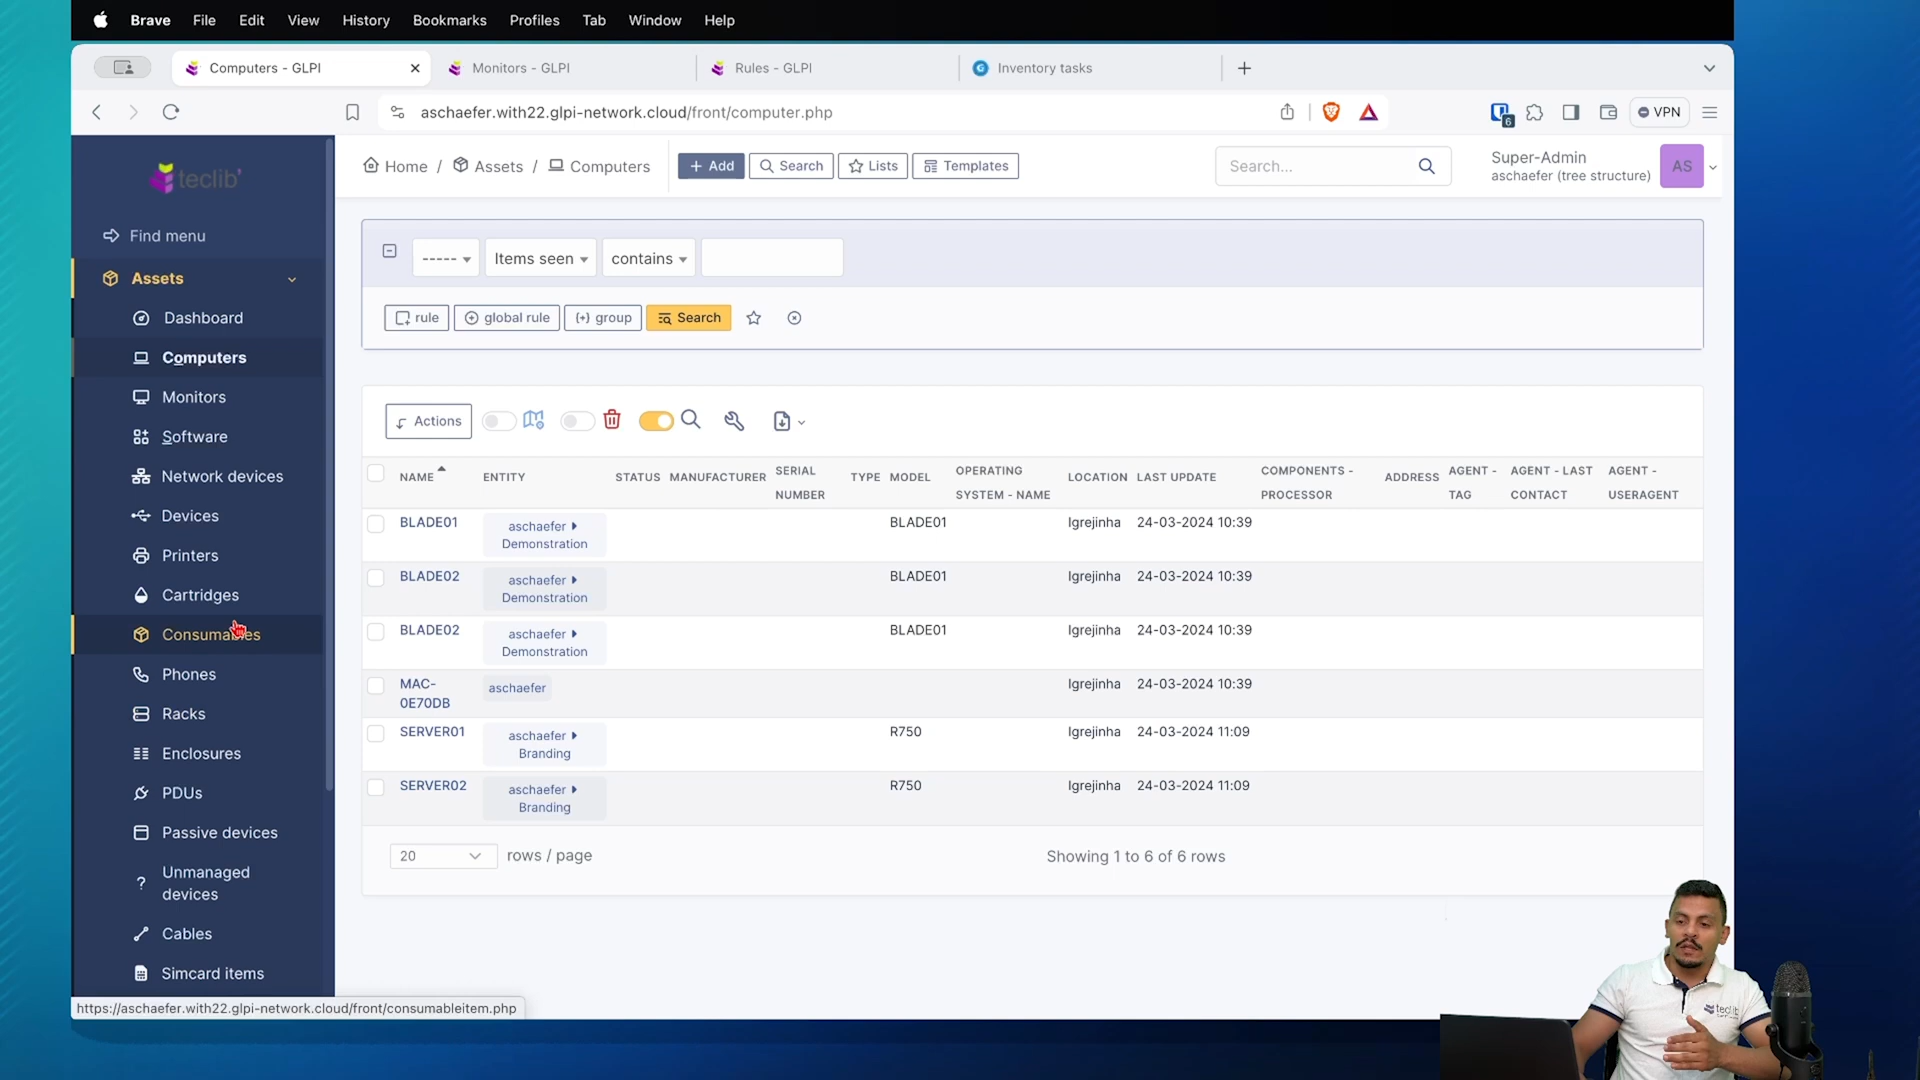 Brave File Edit View History Bookmarks Profiles Tab Window Help
Computers - GLPI Monitors - GLPI Rules - GLPI Inventory tasks
aschaefer.with22.glpi-network.cloud/front/computer.php 6 VPN
teclib'
Home / Assets / Computers + Add Search Lists Templates Search... Super-Admin AS
aschaefer (tree structure)
Find menu
Assets
Dashboard
Computers
Monitors
Software
Network devices
Devices
Printers
Cartridges
Consumables
Phones
Racks
Enclosures
PDUs
Passive devices
Unmanaged
devices
Cables
Simcard items
https://aschaefer.with22.glpi-network.cloud/front/consumableitem.php
----- Items seen contains
rule global rule (+) group Search
Actions
NAME ENTITY STATUS MANUFACTURER SERIAL NUMBER TYPE MODEL OPERATING SYSTEM - NAME LOCATION LAST UPDATE COMPONENTS - PROCESSOR ADDRESS AGENT - TAG AGENT - LAST CONTACT AGENT - USERAGENT
BLADE01 aschaefer Demonstration BLADE01 Igrejinha 24-03-2024 10:39
BLADE02 aschaefer Demonstration BLADE01 Igrejinha 24-03-2024 10:39
BLADE02 aschaefer Demonstration BLADE01 Igrejinha 24-03-2024 10:39
MAC-0E70DB aschaefer Igrejinha 24-03-2024 10:39
SERVER01 aschaefer Branding R750 Igrejinha 24-03-2024 11:09
SERVER02 aschaefer Branding R750 Igrejinha 24-03-2024 11:09
20 rows / page Showing 1 to 6 of 6 rows
teclib'